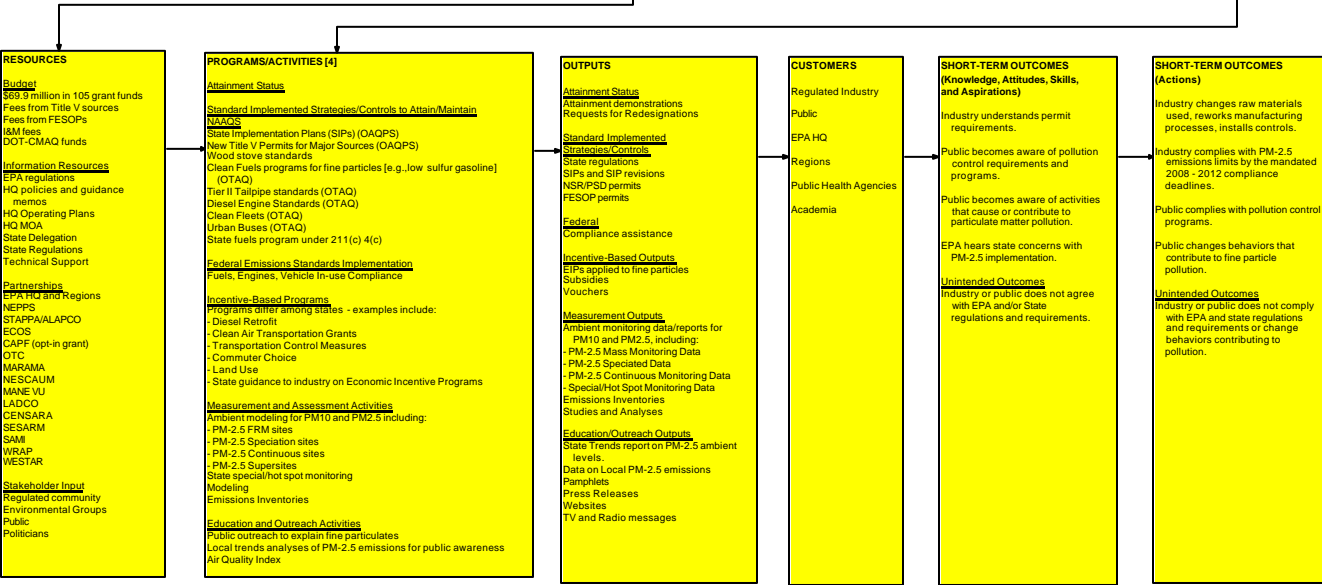 RESOURCES
Budget
$69.9 million in 105 grant funds
Fees from Title V sources
Fees from FESOPs
I&M fees
DOT-CMAQ funds
Information Resources
EPA regulations
HQ policies and guidance
memos
HQ Operating Plans
HQ MOA
State Delegation
State Regulations
Technical Support
Partnerships
EPA HQ and Regions
NEPPS
STAPPA/ALAPCO
ECOS
CAPF (opt-in grant)
OTC
MARAMA
NESCAUM
MANE VU
LADCO
CENSARA
SESARM
SAMI
WRAP
WESTAR
Stakeholder Input
Regulated community
Environmental Groups
Public
Politicians
PROGRAMS/ACTIVITIES [4]
Attainment Status
Standard Implemented Strategies/Controls to Attain/Maintain
NAAQS
State Implementation Plans (SIPs) (OAQPS)
New Title V Permits for Major Sources (OAQPS)
Wood stove standards
Clean Fuels programs for fine particles [e.g.,low sulfur gasoline]
(OTAQ)
Tier II Tailpipe standards (OTAQ)
Diesel Engine Standards (OTAQ)
Clean Fleets (OTAQ)
Urban Buses (OTAQ)
State fuels program under 211(c) 4(c)
Federal Emissions Standards Implementation
Fuels, Engines, Vehicle In-use Compliance
Incentive-Based Programs
Programs differ among states - examples include:
- Diesel Retrofit
- Clean Air Transportation Grants
- Transportation Control Measures
- Commuter Choice
- Land Use
- State guidance to industry on Economic Incentive Programs
Measurement and Assessment Activities
Ambient modeling for PM10 and PM2.5 including:
- PM-2.5 FRM sites
- PM-2.5 Speciation sites
- PM-2.5 Continuous sites
- PM-2.5 Supersites
State special/hot spot monitoring
Modeling
Emissions Inventories
Education and Outreach Activities
Public outreach to explain fine particulates
Local trends analyses of PM-2.5 emissions for public awareness
Air Quality Index
OUTPUTS
Attainment Status
Attainment demonstrations
Requests for Redesignations
Standard Implemented
Strategies/Controls
State regulations
SIPs and SIP revisions
NSR/PSD permits
FESOP permits
Federal
Compliance assistance
Incentive-Based Outputs
EIPs applied to fine particles
Subsidies
Vouchers
Measurement Outputs
Ambient monitoring data/reports for
PM10 and PM2.5, including:
- PM-2.5 Mass Monitoring Data
- PM-2.5 Speciated Data
- PM-2.5 Continuous Monitoring Data
- Special/Hot Spot Monitoring Data
Emissions Inventories
Studies and Analyses
Education/Outreach Outputs
State Trends report on PM-2.5 ambient
levels.
Data on Local PM-2.5 emissions
Pamphlets
Press Releases
Websites
TV and Radio messages
CUSTOMERS
Regulated Industry
Public
EPA HQ
Regions
Public Health Agencies
Academia
SHORT-TERM OUTCOMES
(Knowledge, Attitudes, Skills,
and Aspirations)
Industry understands permit
requirements.
Public becomes aware of pollution
control requirements and
programs.
Public becomes aware of activities
that cause or contribute to
particulate matter pollution.
EPA hears state concerns with
PM-2.5 implementation.
Unintended Outcomes
Industry or public does not agree
with EPA and/or State
regulations and requirements.
SHORT-TERM OUTCOMES
(Actions)
Industry changes raw materials
used, reworks manufacturing
processes, installs controls.
Industry complies with PM-2.5
emissions limits by the mandated
2008 - 2012 compliance
deadlines.
Public complies with pollution control
programs.
Public changes behaviors that
contribute to fine particle
pollution.
Unintended Outcomes
Industry or public does not comply
with EPA and state regulations
and requirements or change
behaviors contributing to
pollution.